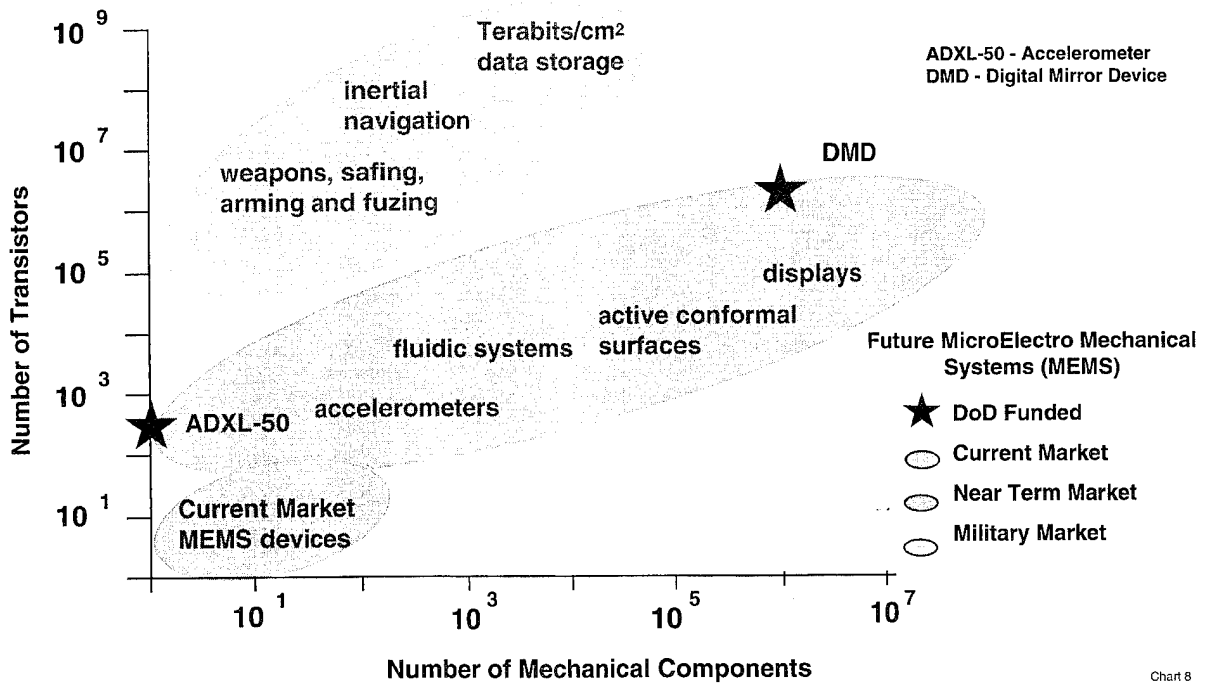 10 9
10 7
10 5
10 3
10 1
Number of Transistors
Terabits/cm2
data storage
inertial
navigation
weapons, safing,
arming and fuzing
ADXL-50 - Accelerometer
DMD - Digital Mirror Device
DMD
displays
active conformal
surfaces
fluidic systems
accelerometers
ADXL-50
Current Market
MEMS devices
Future MicroElectro Mechanical
Systems (MEMS)
DoD Funded
Current Market
Near Term Market
Military Market
10 1
10 3
10 5
10 7
Number of Mechanical Components
Chart 8